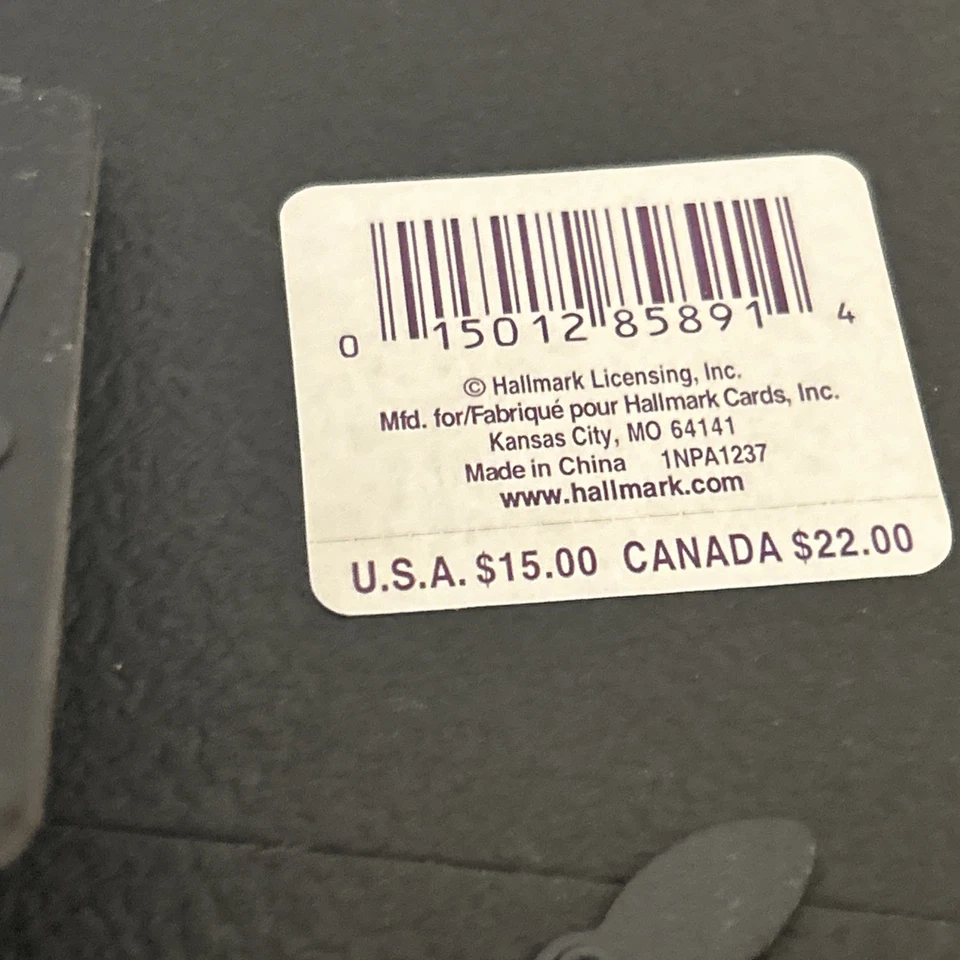 0 15012 85891 4
© Hallmark Licensing, Inc.
Mfd. for/Fabriqué pour Hallmark Cards, Inc.
Kansas City, MO 64141
Made in China 1NPA1237
www.hallmark.com
U.S.A. $15.00 CANADA $22.00